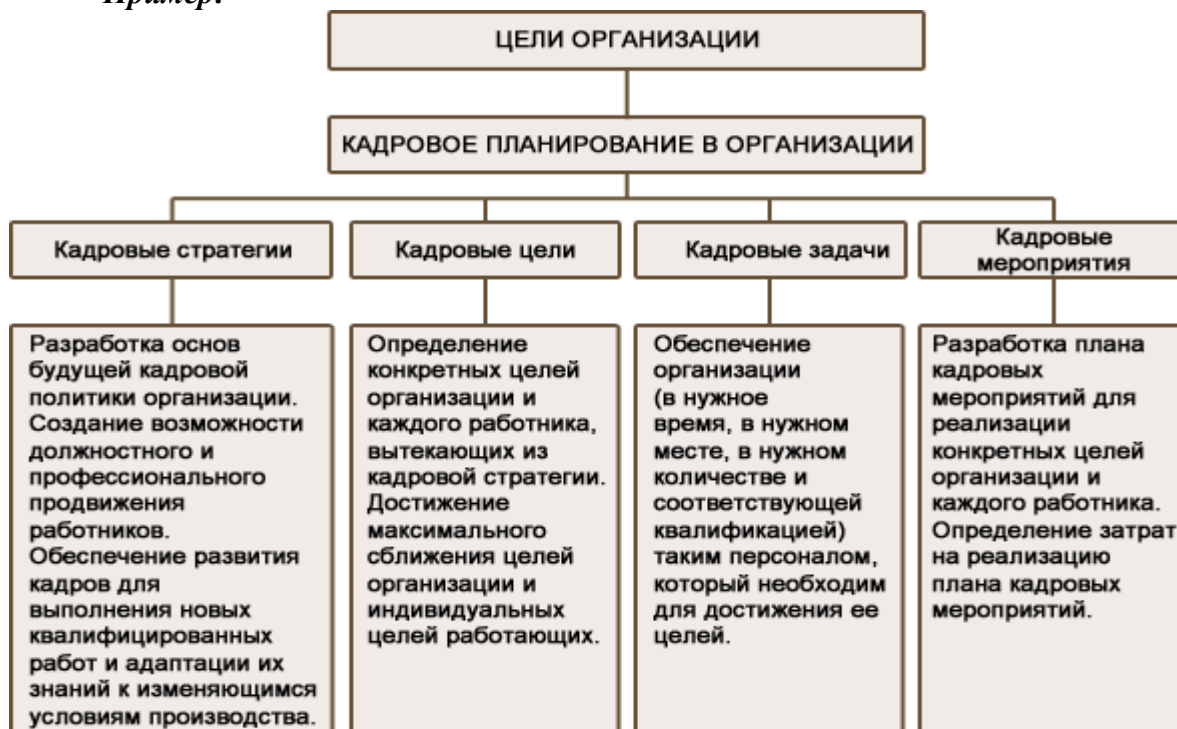 Пример:
ЦЕЛИ ОРГАНИЗАЦИИ
КАДРОВОЕ ПЛАНИРОВАНИЕ В ОРГАНИЗАЦИИ
Кадровые стратегии
Кадровые цели
Кадровые задачи
Кадровые
мероприятия
Разработка основ
будущей кадровой
политики организации.
Создание возможности
должностного и
профессионального
продвижения
работников.
Обеспечение развития
кадров для
выполнения новых
квалифицированных
работ и адаптации их
знаний к изменяющимся
условиям производства.
Определение
конкретных целей
организации и
каждого работника,
вытекающих из
кадровой стратегии.
Достижение
максимального
сближения целей
организации и
индивидуальных
целей работающих.
Обеспечение
организации
(в нужное
время, в нужном
месте, в нужном
количестве и
соответствующей
квалификацией)
таким персоналом,
который необходим
для достижения ее
целей.
Разработка плана
кадровых
мероприятий для
реализации
конкретных целей
организации и
каждого работника.
Определение затрат
на реализацию
плана кадровых
мероприятий.